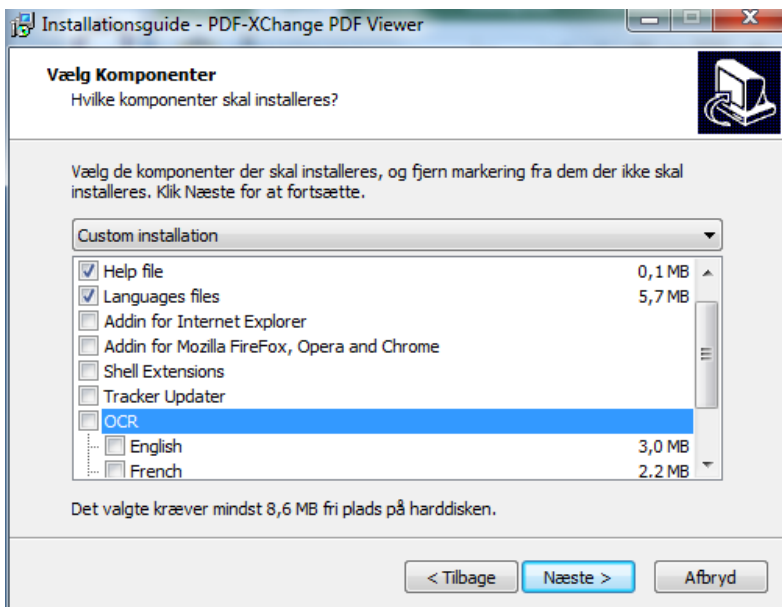 Installationsguide - PDF-XChange PDF Viewer
Vælg Komponenter
Hvilke komponenter skal installeres?
Vælg de komponenter der skal installeres, og fjern markering fra dem der ikke skal
installeres. Klik Næste for at fortsætte.
Custom installation
Help file 0,1 MB
Languages files 5,7 MB
Addin for Internet Explorer
Addin for Mozilla FireFox, Opera and Chrome
Shell Extensions
Tracker Updater
OCR
English 3,0 MB
French 2.2 MB
Det valgte kræver mindst 8,6 MB fri plads på harddisken.
< Tilbage Næste > Afbryd